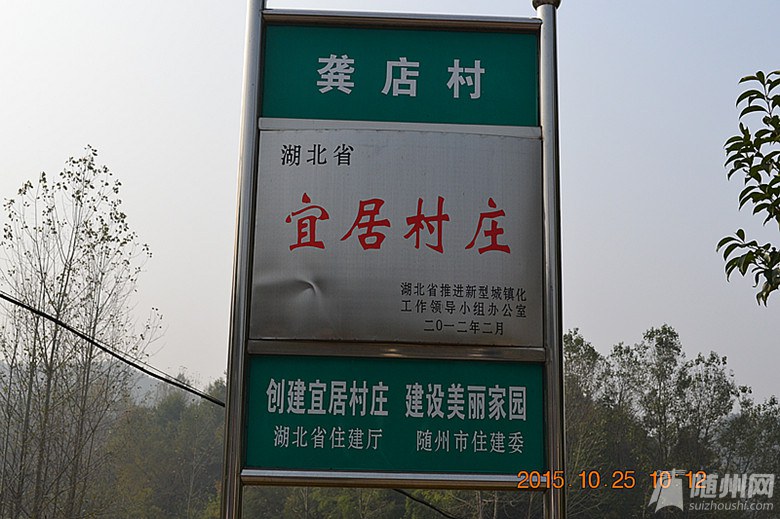 龚店村
湖北省
宜居村庄
湖北省推进新型城镇化
工作领导小组办公室
二〇一二年二月
创建宜居村庄 建设美丽家园
湖北省住建厅 随州市住建委
2015 10 25 10 12
随州网
suizhoushi.com